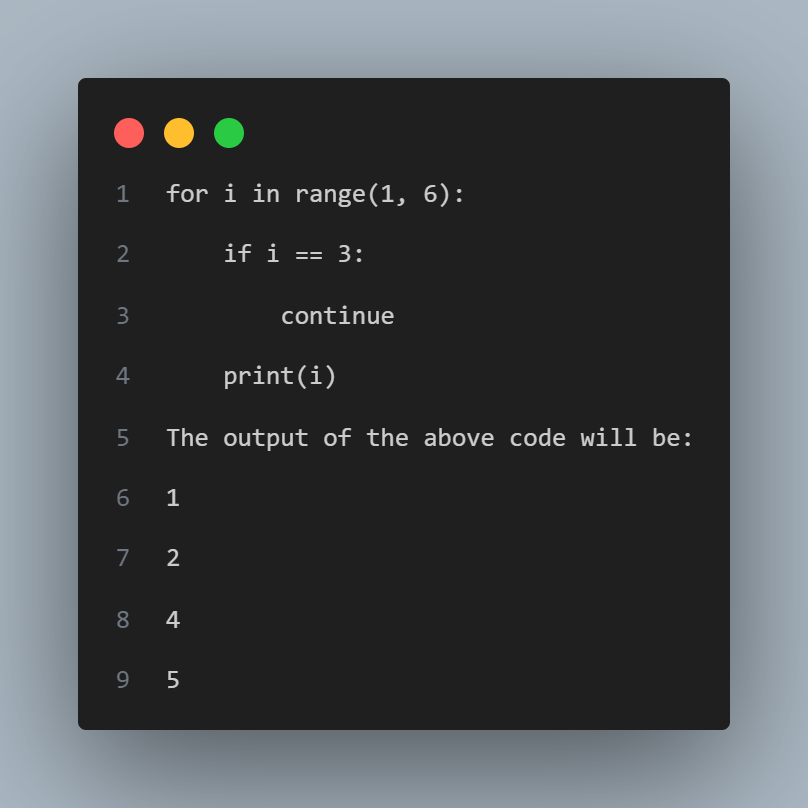 1 for i in range(1, 6):
2     if i == 3:
3         continue
4     print(i)
5 The output of the above code will be:
6 1
7 2
8 4
9 5